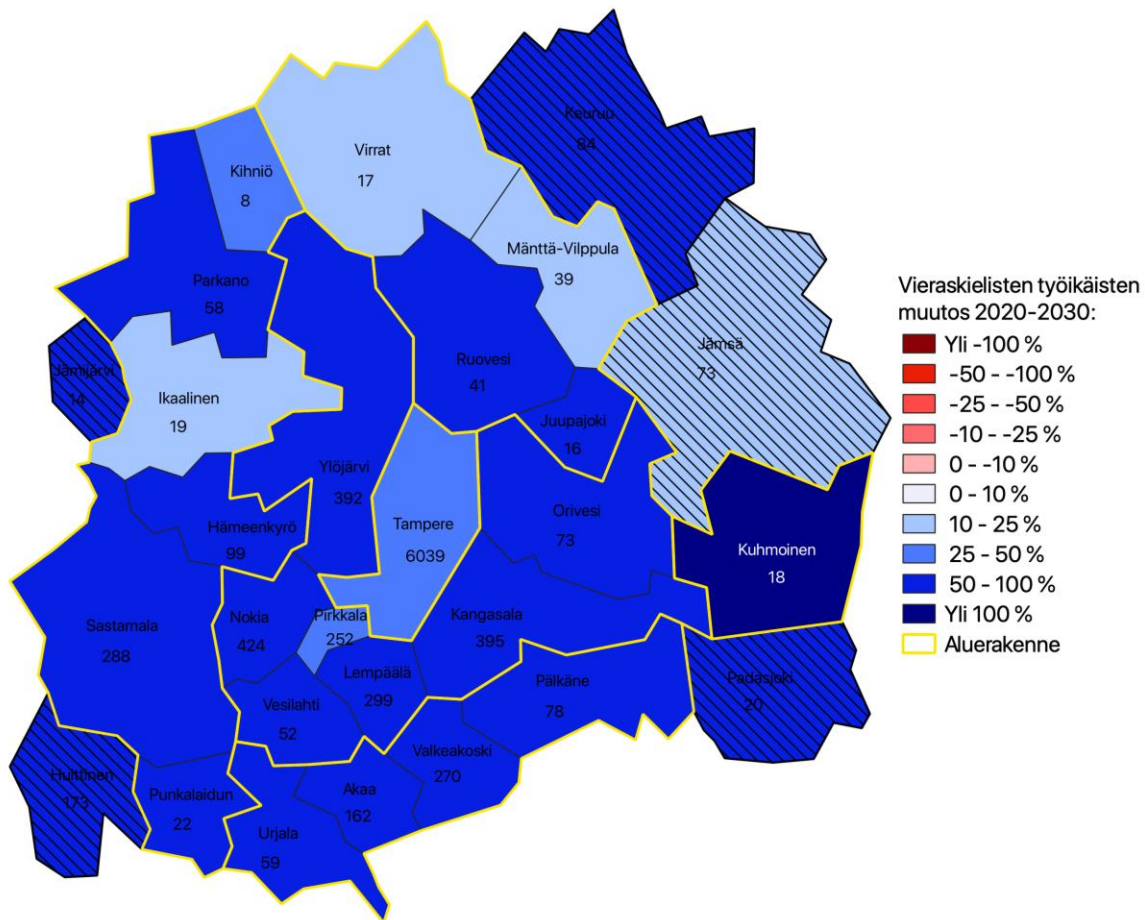 Keuruu
84
Virrat
17
Kihniö
8
Mänttä-Vilppula
39
Parkano
58
Jämsä
73
Ruovesi
41
Jämijärvi
14
Ikaalinen
19
Juupajoki
16
Ylöjärvi
392
Orivesi
73
Hämeenkyrö
99
Tampere
6039
Kuhmoinen
18
Sastamala
288
Nokia
424
Pirkkala
252
Kangasala
395
Lempäälä
299
Pälkäne
78
Padasjoki
20
Vesilahti
52
Valkeakoski
270
Huittinen
173
Punkalaidun
22
Akaa
162
Urjala
59
Vieraskielisten työikäisten
muutos 2020-2030:
Yli -100 %
-50 - -100 %
-25 - -50 %
-10 - -25 %
0 - -10 %
0 - 10 %
10 - 25 %
25 - 50 %
50 - 100 %
Yli 100 %
Aluerakenne